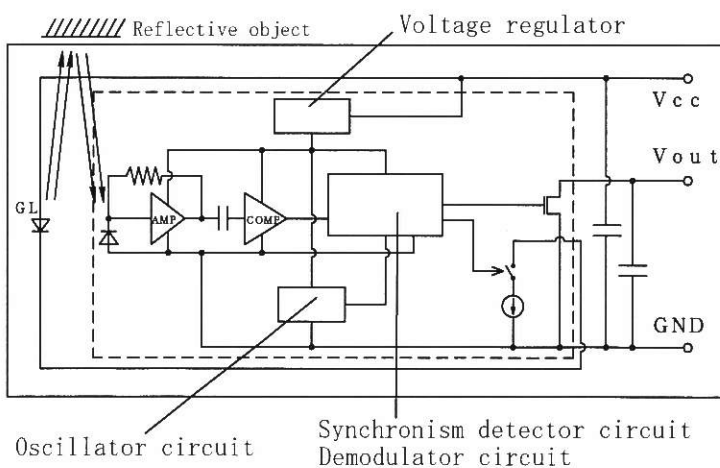 Reflective object
Voltage regulator
Vcc
Vout
GL
AMP
COMP
GND
Oscillator circuit
Synchronism detector circuit
Demodulator circuit